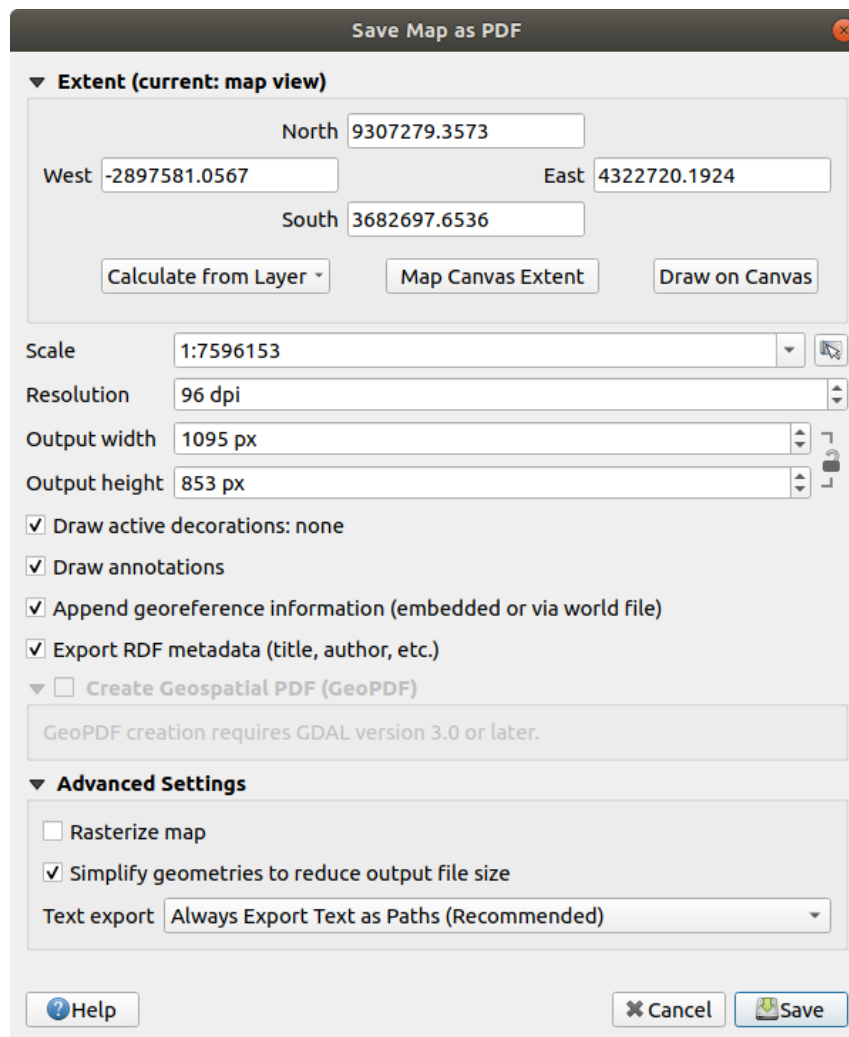 Save Map as PDF
Extent (current: map view)
North 9307279.3573
West -2897581.0567 East 4322720.1924
South 3682697.6536
Calculate from Layer Map Canvas Extent Draw on Canvas
Scale 1:7596153
Resolution 96 dpi
Output width 1095 px
Output height 853 px
Draw active decorations: none
Draw annotations
Append georeference information (embedded or via world file)
Export RDF metadata (title, author, etc.)
Create Geospatial PDF (GeoPDF)
GeoPDF creation requires GDAL version 3.0 or later.
Advanced Settings
Rasterize map
Simplify geometries to reduce output file size
Text export Always Export Text as Paths (Recommended)
Help Cancel Save